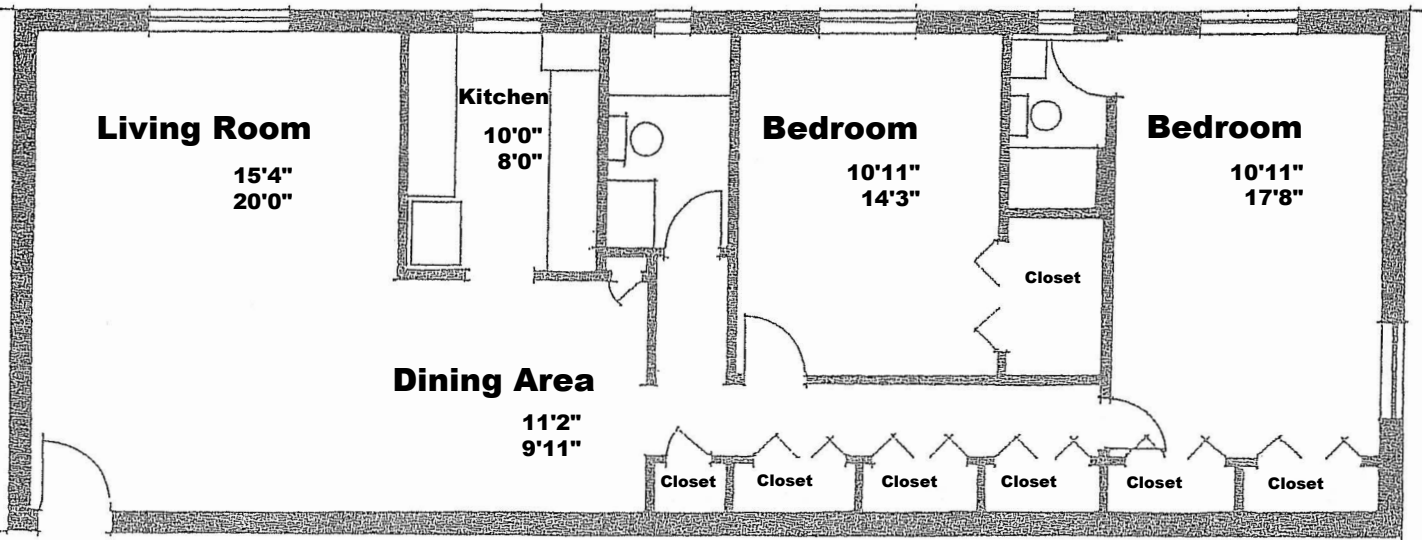 Living Room
15'4"
20'0"
Kitchen
10'0"
8'0"
Bedroom
10'11"
14'3"
Bedroom
10'11"
17'8"
Closet
Dining Area
11'2"
9'11"
Closet
Closet
Closet
Closet
Closet
Closet